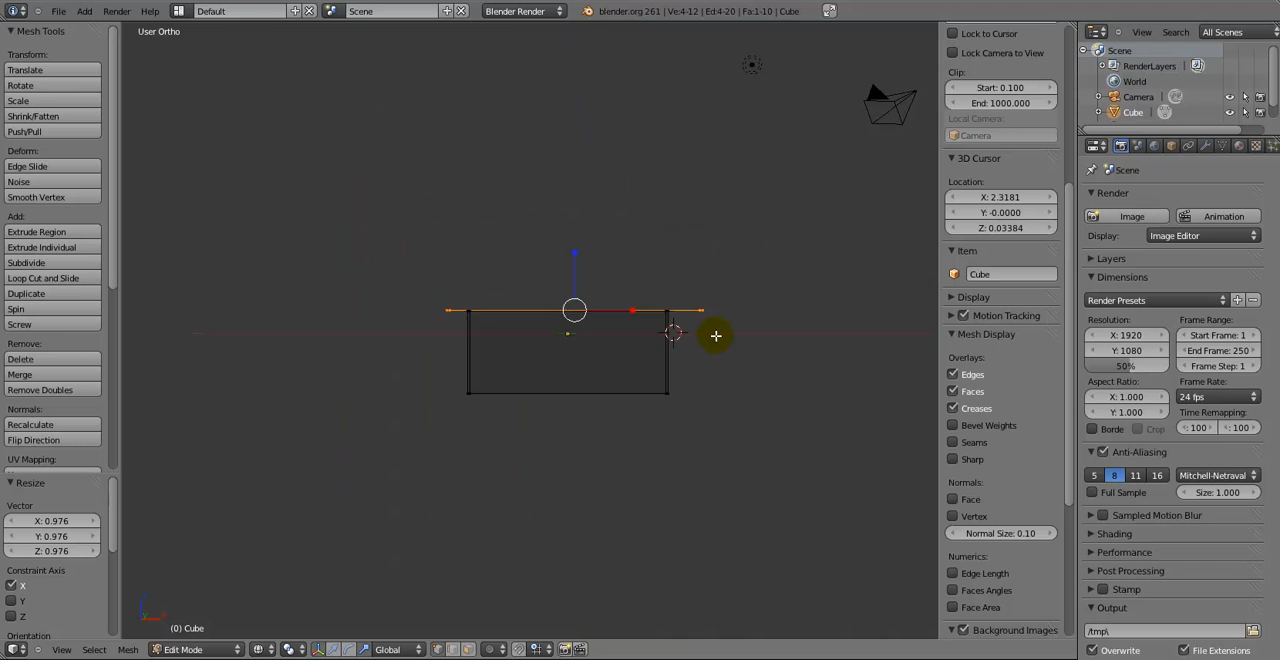 File Add Render Help Default Scene Blender Render blender.org 261 | Ve:4-12 | Ed:4-20 | Fa:1-10 | Cube
Mesh Tools
Transform:
Translate
Rotate
Scale
Shrink/Fatten
Push/Pull
Deform:
Edge Slide
Noise
Smooth Vertex
Add:
Extrude Region
Extrude Individual
Subdivide
Loop Cut and Slide
Duplicate
Spin
Screw
Remove:
Delete
Merge
Remove Doubles
Normals:
Recalculate
Flip Direction
UV Mapping:
Resize
Vector
X: 0.976
Y: 0.976
Z: 0.976
Constraint Axis
X
Y
Z
Orientation
User Ortho
(0) Cube
View Select Mesh Edit Mode Global
Lock to Cursor
Lock Camera to View
Clip:
Start: 0.100
End: 1000.000
Local Camera:
Camera
3D Cursor
Location:
X: 2.3181
Y: -0.0000
Z: 0.03384
Item
Cube
Display
Motion Tracking
Mesh Display
Overlays:
Edges
Faces
Creases
Bevel Weights
Seams
Sharp
Normals:
Face
Vertex
Normal Size: 0.10
Numerics:
Edge Length
Faces Angles
Face Area
Background Images
View Search All Scenes
Scene
RenderLayers
World
Camera
Cube
Scene
Render
Image Animation
Display: Image Editor
Layers
Dimensions
Render Presets
Resolution: Frame Range:
X: 1920 Start Frame: 1
Y: 1080 End Frame: 250
50% Frame Step: 1
Aspect Ratio: Frame Rate:
X: 1.000 24 fps
Y: 1.000 Time Remapping:
Borde Crop : 100 : 100
Anti-Aliasing
5 8 11 16 Mitchell-Netraval
Full Sample Size: 1.000
Sampled Motion Blur
Shading
Performance
Post Processing
Stamp
Output
/tmp\
Overwrite File Extensions